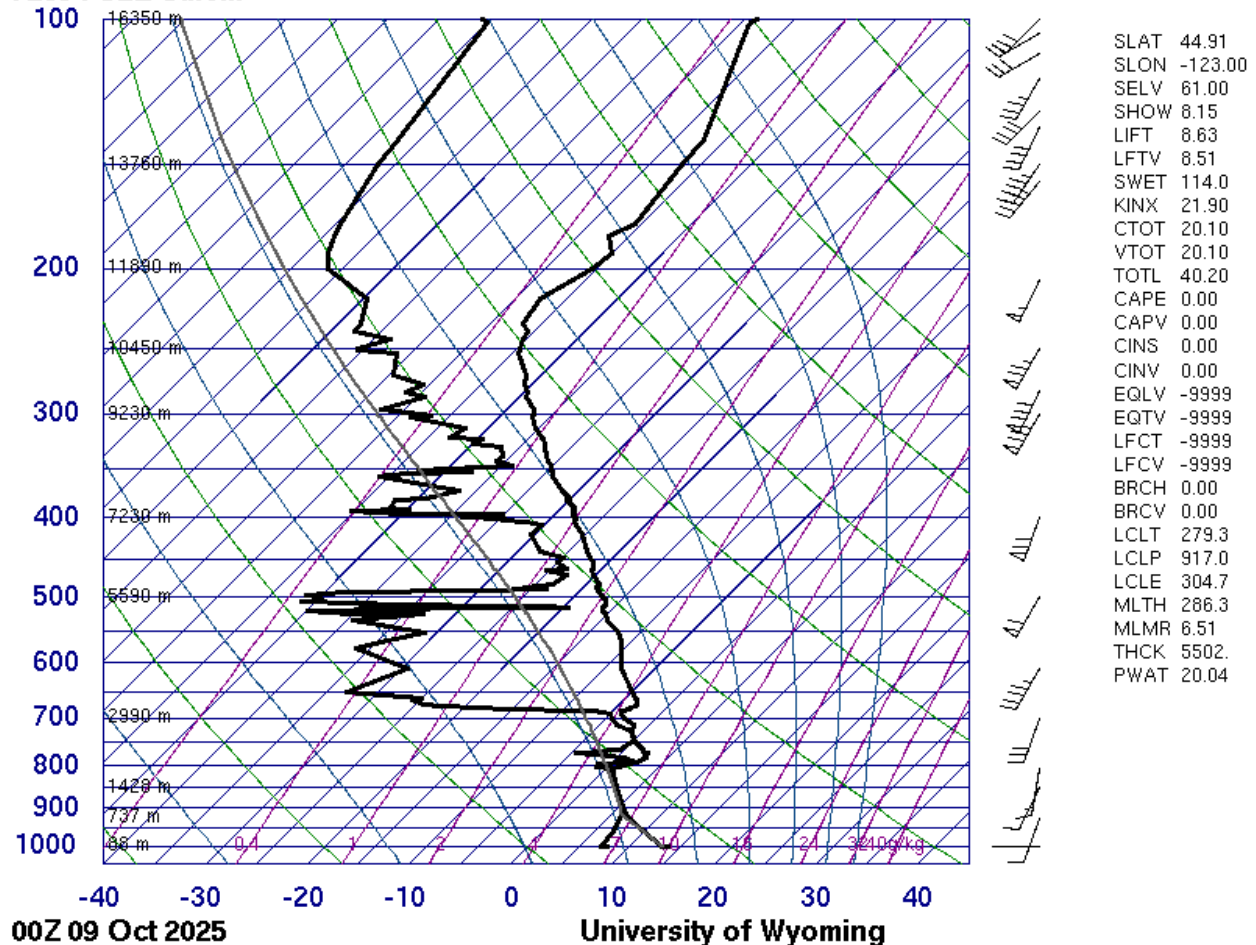 100
16350 m
13760 m
200
11890 m
10450 m
300
9230 m
400
7230 m
500
5590 m
600
700
2990 m
800
1428 m
900
737 m
1000
88 m
0.4
1
2
4
7
10
16
24
32
40g/kg
-40
-30
-20
-10
0
10
20
30
40
00Z 09 Oct 2025
University of Wyoming
SLAT 44.91
SLON -123.00
SELV 61.00
SHOW 8.15
LIFT 8.63
LFTV 8.51
SWET 114.0
KINX 21.90
CTOT 20.10
VTOT 20.10
TOTL 40.20
CAPE 0.00
CAPV 0.00
CINS 0.00
CINV 0.00
EQLV -9999
EQTV -9999
LFCT -9999
LFCV -9999
BRCH 0.00
BRCV 0.00
LCLT 279.3
LCLP 917.0
LCLE 304.7
MLTH 286.3
MLMR 6.51
THCK 5502.
PWAT 20.04